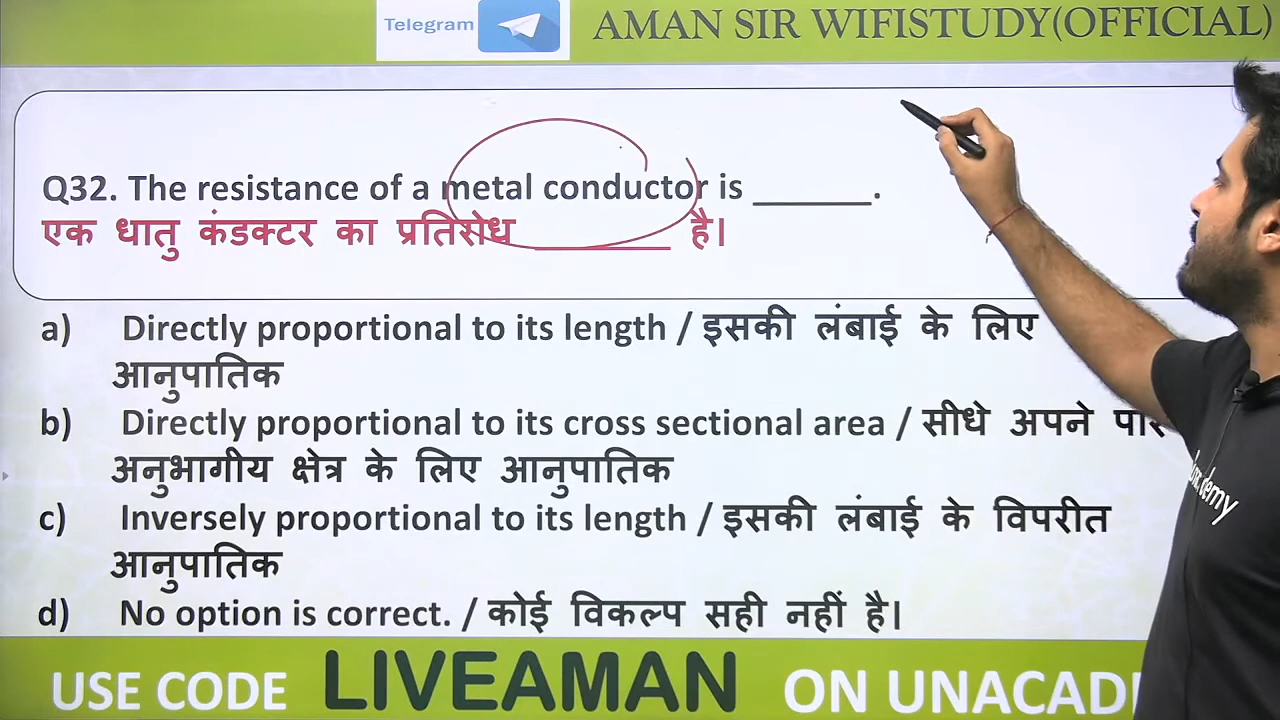 Telegram
AMAN SIR WIFISTUDY(OFFICIAL)
Q32. The resistance of a metal conductor is ______.
एक धातु कंडक्टर का प्रतिरोध ________ है।
a) Directly proportional to its length / इसकी लंबाई के लिए
आनुपातिक
b) Directly proportional to its cross sectional area / सीधे अपने पार
अनुभागीय क्षेत्र के लिए आनुपातिक
c) Inversely proportional to its length / इसकी लंबाई के विपरीत
आनुपातिक
d) No option is correct. / कोई विकल्प सही नहीं है।
USE CODE LIVEAMAN ON UNACAD